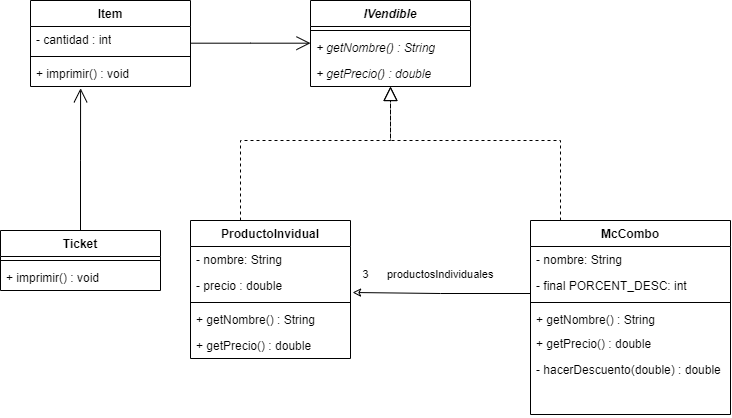 Item
- cantidad : int
+ imprimir() : void
IVendible
+ getNombre() : String
+ getPrecio() : double
Ticket
+ imprimir() : void
ProductoInvidual
- nombre: String
- precio : double
+ getNombre() : String
+ getPrecio() : double
3 productosIndividuales
McCombo
- nombre: String
- final PORCENT_DESC: int
+ getNombre() : String
+ getPrecio() : double
- hacerDescuento(double) : double